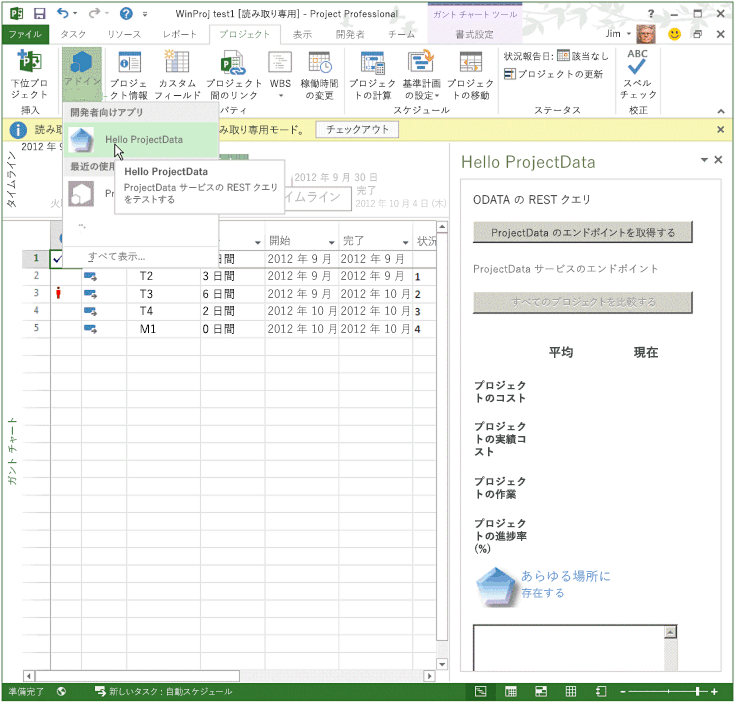 WinProj test1 [読み取り専用] - Project Professional
ガント チャート ツール
ファイル タスク リソース レポート プロジェクト 表示 開発者 チーム 書式設定 Jim
下位プロ
ジェクト
アドイン
プロジェ
クト情報
カスタム
フィールド
プロジェクト
間のリンク
WBS
稼働時間
の変更
プロジェクト
の計算
基準計画
の設定
プロジェクト
の移動
状況報告日: 該当なし
プロジェクトの更新
ABC
スペル
チェック
挿入 パティ スケジュール ステータス 校正
開発者向けアプリ
Hello ProjectData
最近の使用
Pr
すべて表示...
Hello ProjectData
ProjectData サービスの REST クエリ
をテストする
読み み取り専用モード。 チェックアウト
タイムライン
2012 年 9
2012 年 9 月 30 日
イムライン
完了
2012 年 10 月 4 日 (木)
開始 完了 状況
1 日間 2012 年 9 月 2012 年 9 月
2 T2 3 日間 2012 年 9 月 2012 年 9 月 1
3 T3 6 日間 2012 年 10 月 2012 年 10 月 2
4 T4 2 日間 2012 年 10 月 2012 年 10 月 3
5 M1 0 日間 2012 年 10 月 2012 年 10 月 4
ガント チャート
Hello ProjectData
ODATA の REST クエリ
ProjectData のエンドポイントを取得する
ProjectData サービスのエンドポイント
すべてのプロジェクトを比較する
平均 現在
プロジェク
トのコスト
プロジェク
トの実績コ
スト
プロジェク
トの作業
プロジェク
トの進捗率
(%)
あらゆる場所に
存在する
準備完了 新しいタスク : 自動スケジュール